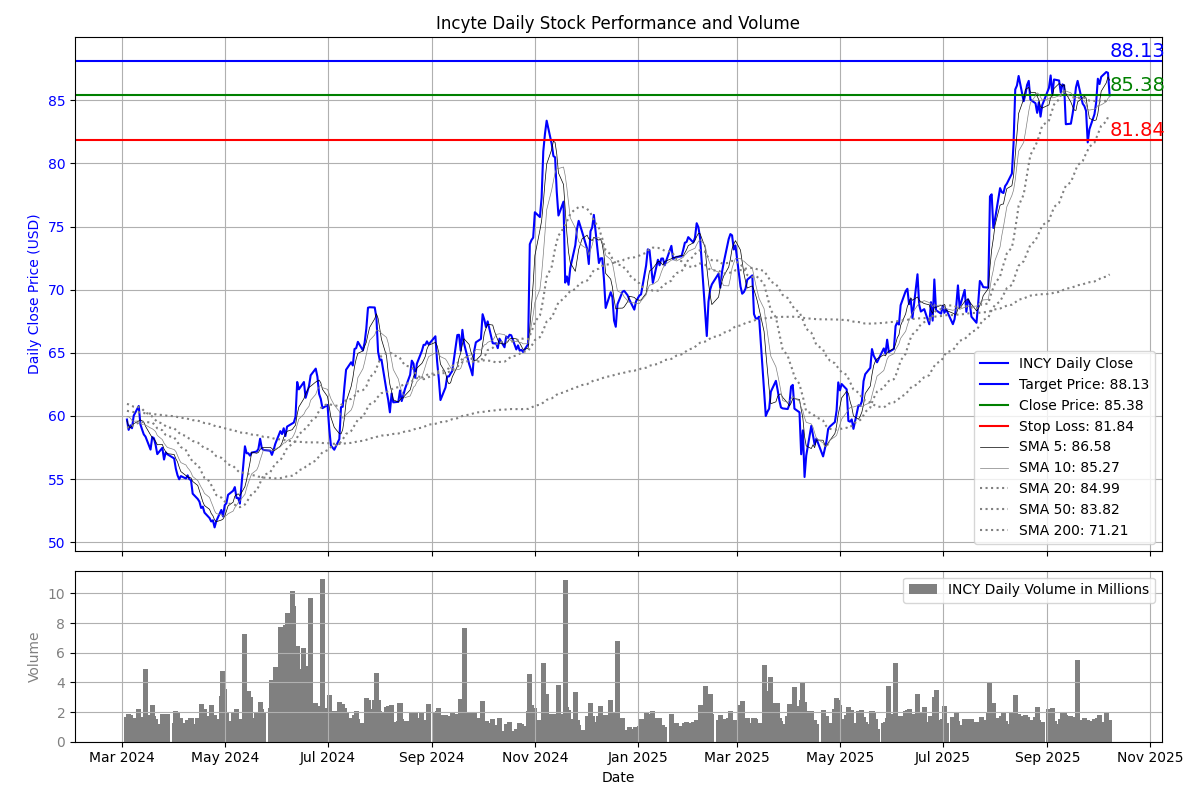 Incyte Daily Stock Performance and Volume
Daily Close Price (USD)
85
80
75
70
65
60
55
50
88.13
85.38
81.84
INCY Daily Close
Target Price: 88.13
Close Price: 85.38
Stop Loss: 81.84
SMA 5: 86.58
SMA 10: 85.27
SMA 20: 84.99
SMA 50: 83.82
SMA 200: 71.21
Volume
10
8
6
4
2
0
INCY Daily Volume in Millions
Mar 2024 May 2024 Jul 2024 Sep 2024 Nov 2024 Jan 2025 Mar 2025 May 2025 Jul 2025 Sep 2025 Nov 2025
Date